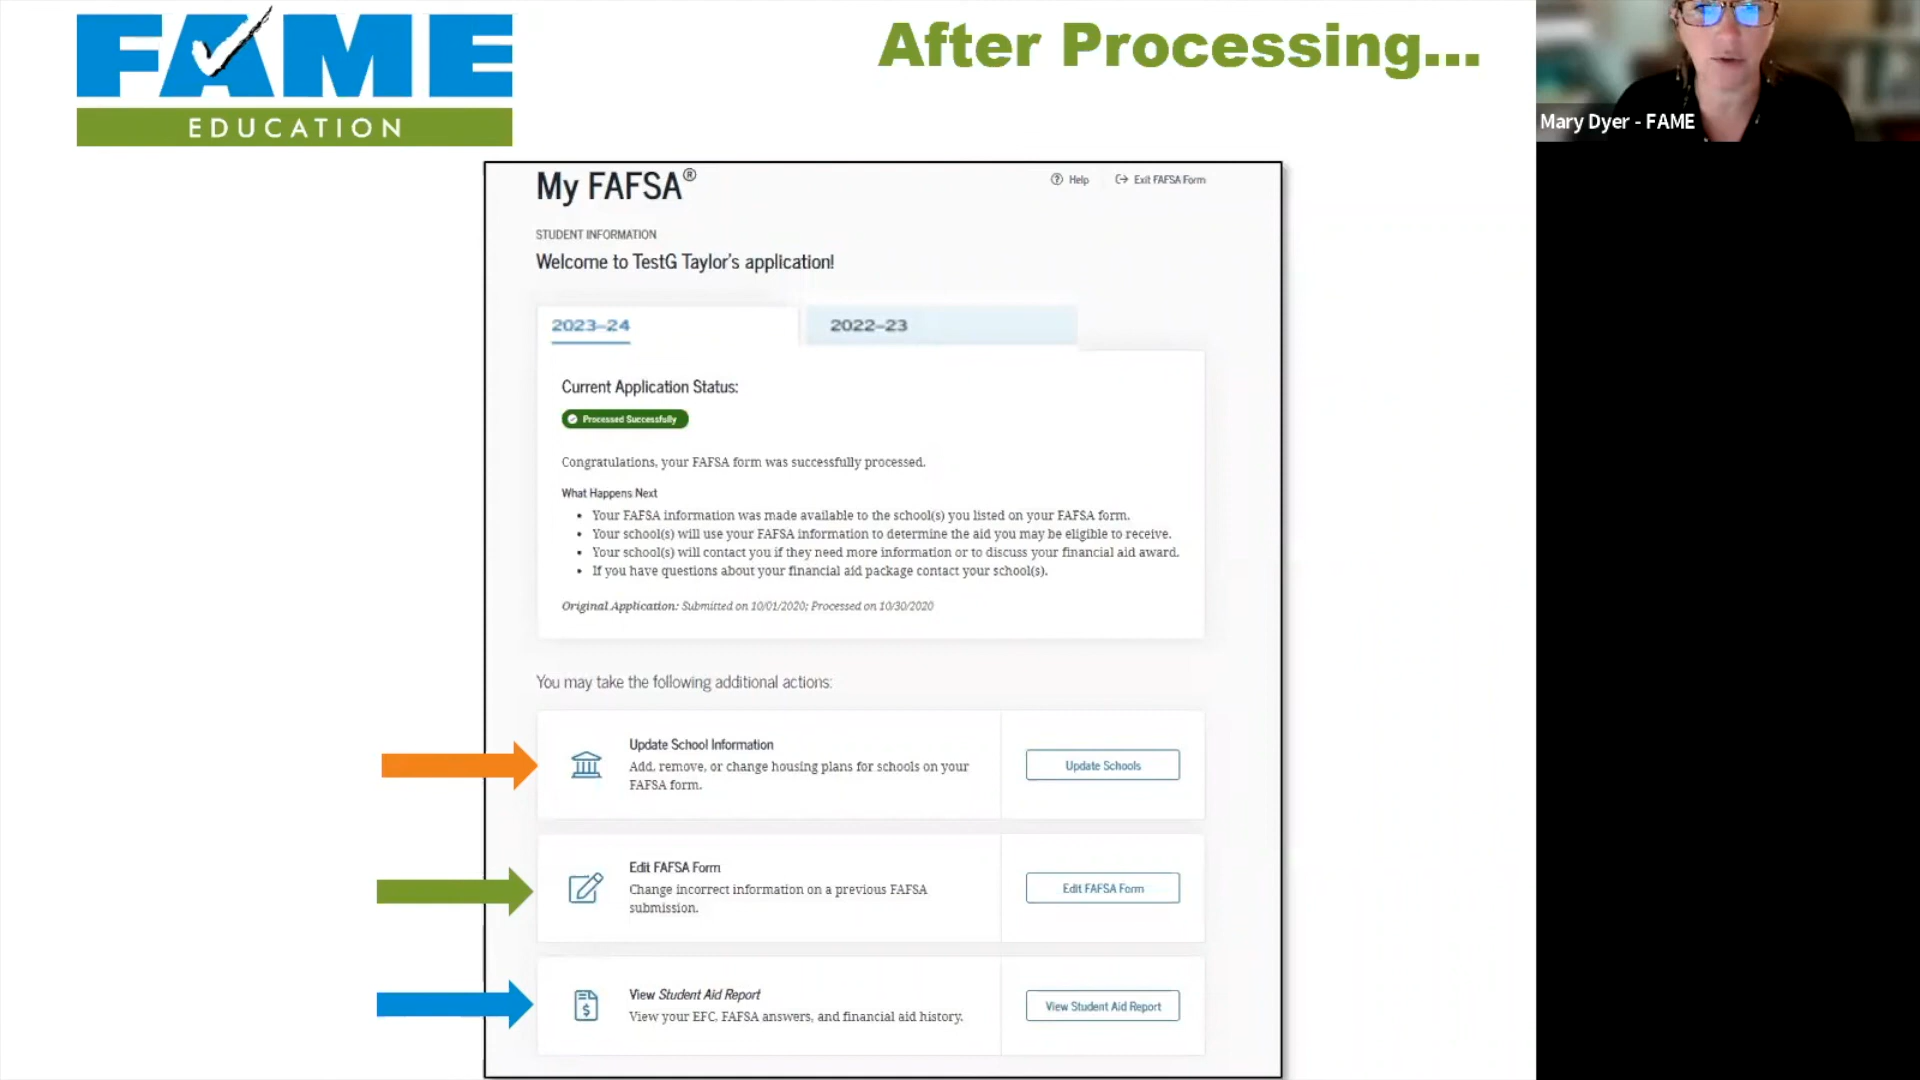 FAME
EDUCATION
After Processing...
Mary Dyer - FAME
My FAFSA®
Help
Exit FAFSA Form
STUDENT INFORMATION
Welcome to TestG Taylor's application!
2023–24
2022–23
Current Application Status:
Processed Successfully
Congratulations, your FAFSA form was successfully processed.
What Happens Next
• Your FAFSA information was made available to the school(s) you listed on your FAFSA form.
• Your school(s) will use your FAFSA information to determine the aid you may be eligible to receive.
• Your school(s) will contact you if they need more information or to discuss your financial aid award.
• If you have questions about your financial aid package contact your school(s).
Original Application: Submitted on 10/01/2020; Processed on 10/30/2020
You may take the following additional actions:
Update School Information
Add, remove, or change housing plans for schools on your
FAFSA form.
Update Schools
Edit FAFSA Form
Change incorrect information on a previous FAFSA
submission.
Edit FAFSA Form
View Student Aid Report
View your EFC, FAFSA answers, and financial aid history.
View Student Aid Report